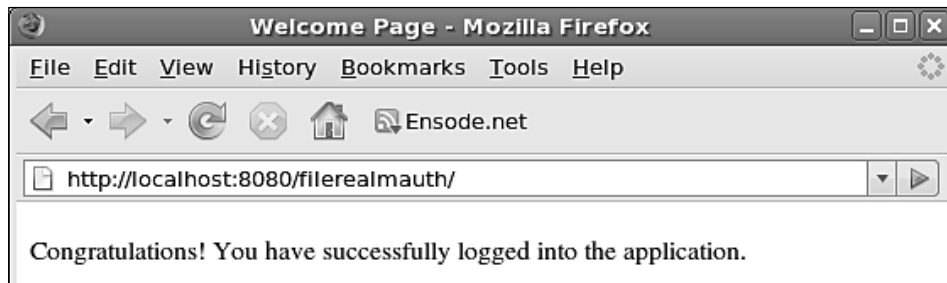 Welcome Page - Mozilla Firefox
File Edit View History Bookmarks Tools Help
Ensode.net
http://localhost:8080/filerealmauth/
Congratulations! You have successfully logged into the application.